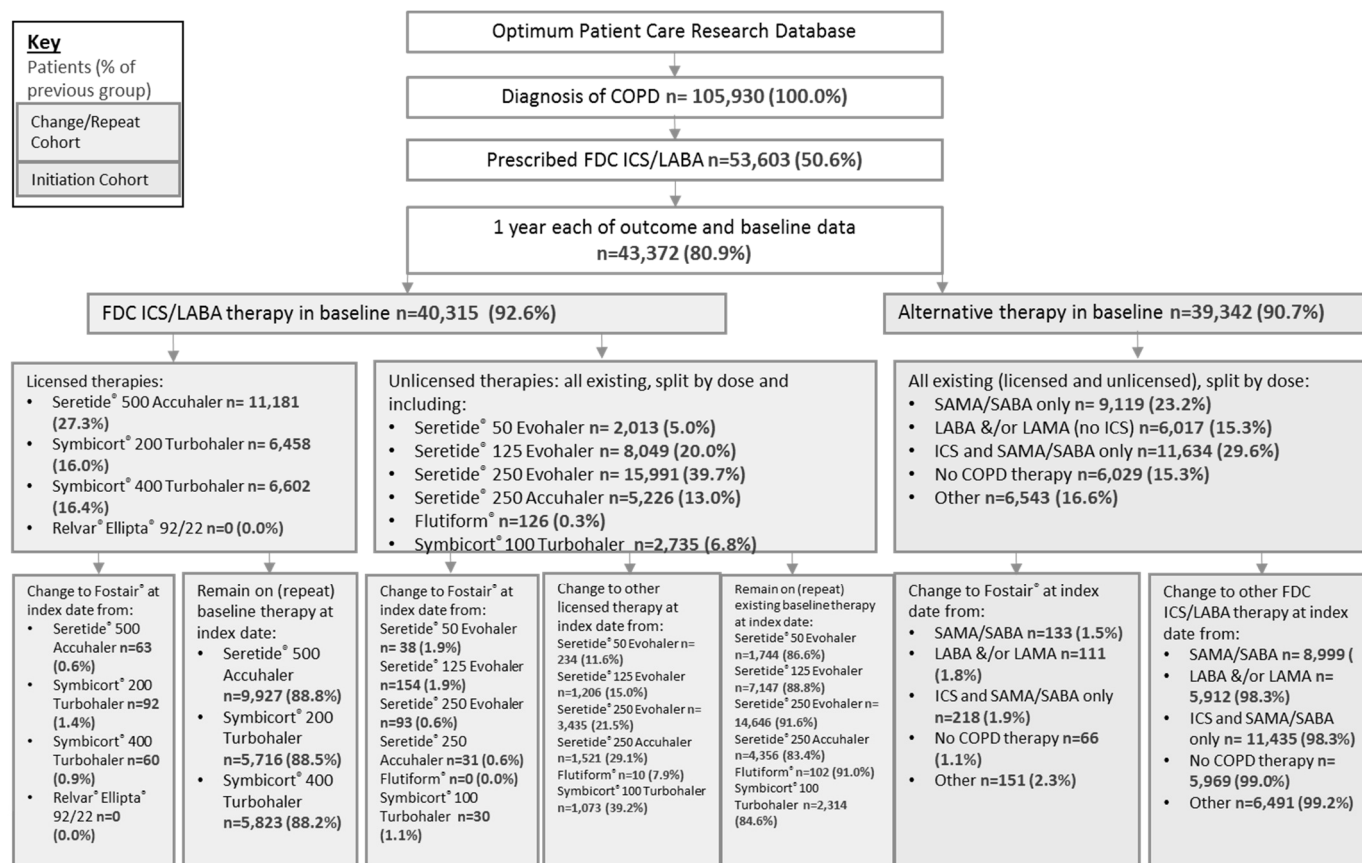 Key
Patients (% of
previous group)
Change/Repeat
Cohort
Initiation Cohort
Optimum Patient Care Research Database
Diagnosis of COPD n= 105,930 (100.0%)
Prescribed FDC ICS/LABA n=53,603 (50.6%)
1 year each of outcome and baseline data
n=43,372 (80.9%)
FDC ICS/LABA therapy in baseline n=40,315 (92.6%)
Alternative therapy in baseline n=39,342 (90.7%)
Licensed therapies:
• Seretide® 500 Accuhaler n= 11,181
(27.3%)
• Symbicort® 200 Turbohaler n= 6,458
(16.0%)
• Symbicort® 400 Turbohaler n= 6,602
(16.4%)
• Relvar® Ellipta® 92/22 n=0 (0.0%)
Unlicensed therapies: all existing, split by dose and
including:
• Seretide® 50 Evohaler n= 2,013 (5.0%)
• Seretide® 125 Evohaler n= 8,049 (20.0%)
• Seretide® 250 Evohaler n= 15,991 (39.7%)
• Seretide® 250 Accuhaler n=5,226 (13.0%)
• Flutiform® n=126 (0.3%)
• Symbicort® 100 Turbohaler n=2,735 (6.8%)
All existing (licensed and unlicensed), split by dose:
• SAMA/SABA only n= 9,119 (23.2%)
• LABA &/or LAMA (no ICS) n=6,017 (15.3%)
• ICS and SAMA/SABA only n=11,634 (29.6%)
• No COPD therapy n=6,029 (15.3%)
• Other n=6,543 (16.6%)
Change to Fostair® at
index date from:
• Seretide® 500
Accuhaler n=63
(0.6%)
• Symbicort® 200
Turbohaler n=92
(1.4%)
• Symbicort® 400
Turbohaler n=60
(0.9%)
• Relvar® Ellipta®
92/22 n=0
(0.0%)
Remain on (repeat)
baseline therapy at
index date:
• Seretide® 500
Accuhaler
n=9,927 (88.8%)
• Symbicort® 200
Turbohaler
n=5,716 (88.5%)
• Symbicort® 400
Turbohaler
n=5,823 (88.2%)
Change to Fostair® at
index date from:
Seretide® 50 Evohaler
n= 38 (1.9%)
Seretide® 125 Evohaler
n=154 (1.9%)
Seretide® 250 Evohaler
n=93 (0.6%)
Seretide® 250
Accuhaler n=31 (0.6%)
Flutiform® n=0 (0.0%)
Symbicort® 100
Turbohaler n=30
(1.1%)
Change to other
licensed therapy at
index date from:
Seretide® 50 Evohaler n=
234 (11.6%)
Seretide® 125 Evohaler
n=1,206 (15.0%)
Seretide® 250 Evohaler n=
3,435 (21.5%)
Seretide® 250 Accuhaler
n=1,521 (29.1%)
Flutiform® n=10 (7.9%)
Symbicort® 100 Turbohaler
n=1,073 (39.2%)
Remain on (repeat)
existing baseline therapy
at index date:
Seretide® 50 Evohaler
n=1,744 (86.6%)
Seretide® 125 Evohaler
n=7,147 (88.8%)
Seretide® 250 Evohaler n=
14,646 (91.6%)
Seretide® 250 Accuhaler
n=4,356 (83.4%)
Flutiform® n=102 (91.0%)
Symbicort® 100
Turbohaler n=2,314
(84.6%)
Change to Fostair® at index
date from:
• SAMA/SABA n=133 (1.5%)
• LABA &/or LAMA n=111
(1.8%)
• ICS and SAMA/SABA only
n=218 (1.9%)
• No COPD therapy n=66
(1.1%)
• Other n=151 (2.3%)
Change to other FDC
ICS/LABA therapy at index
date from:
• SAMA/SABA n= 8,999 (
• LABA &/or LAMA n=
5,912 (98.3%)
• ICS and SAMA/SABA
only n= 11,435 (98.3%)
• No COPD therapy n=
5,969 (99.0%)
• Other n=6,491 (99.2%)